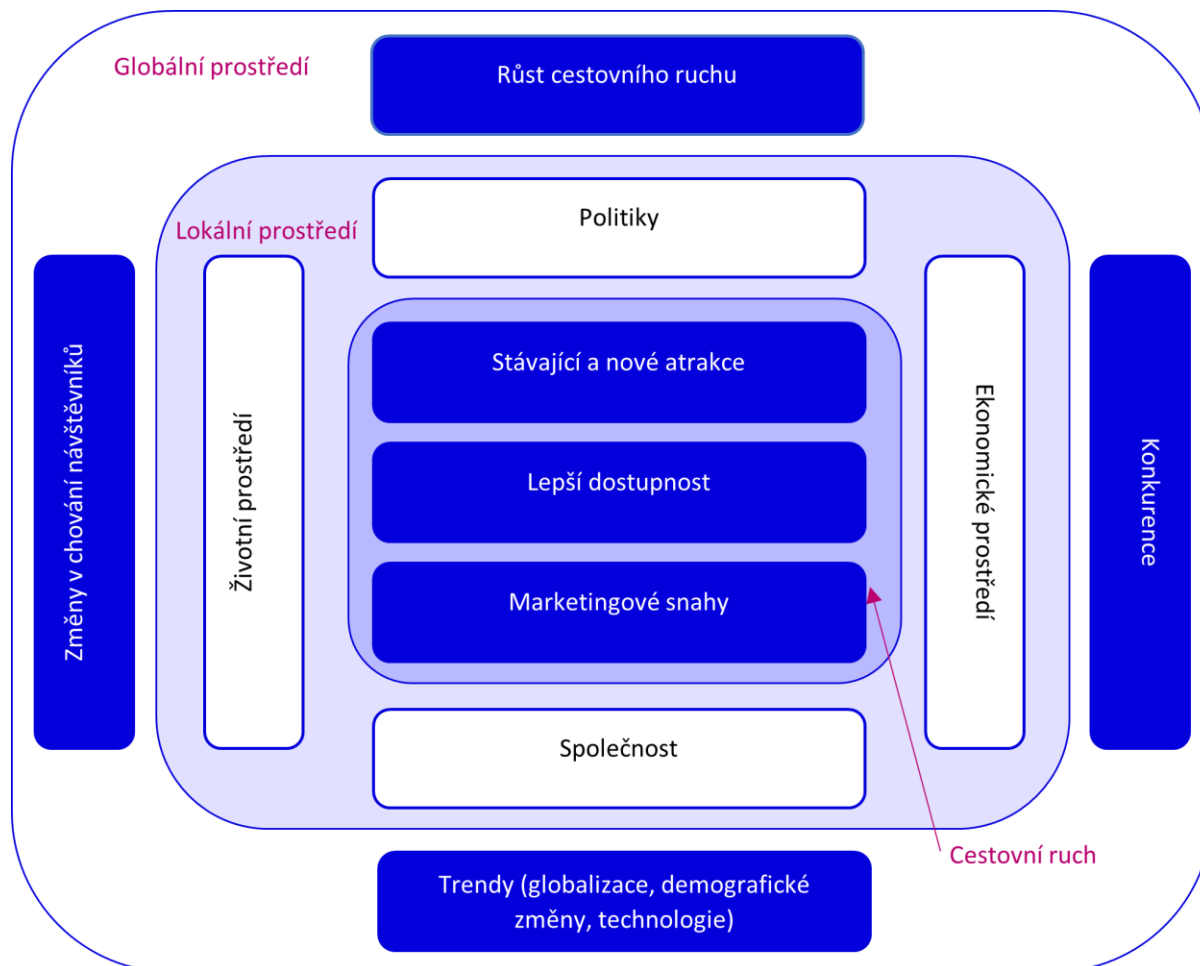 Globální prostředí
Růst cestovního ruchu
Lokální prostředí
Politiky
Změny v chování návštěvníků
Životní prostředí
Stávající a nové atrakce
Lepší dostupnost
Marketingové snahy
Ekonomické prostředí
Konkurence
Společnost
Cestovní ruch
Trendy (globalizace, demografické
změny, technologie)